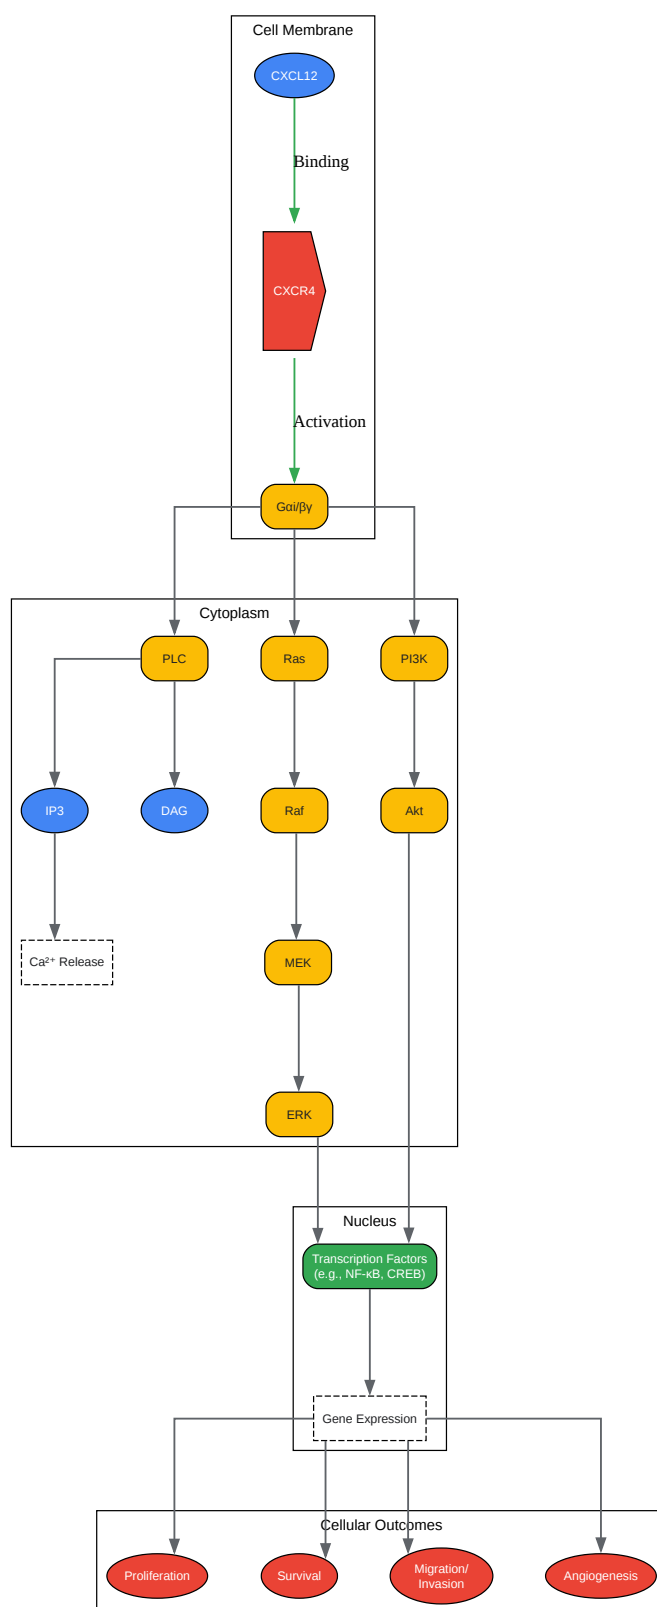 Cell Membrane
CXCL12
Binding
CXCR4
Activation
Gαi/βγ
Cytoplasm
PLC
Ras
PI3K
IP3
DAG
Raf
Akt
Ca²⁺ Release
MEK
ERK
Nucleus
Transcription Factors
(e.g., NF-κB, CREB)
Gene Expression
Cellular Outcomes
Proliferation
Survival
Migration/
Invasion
Angiogenesis